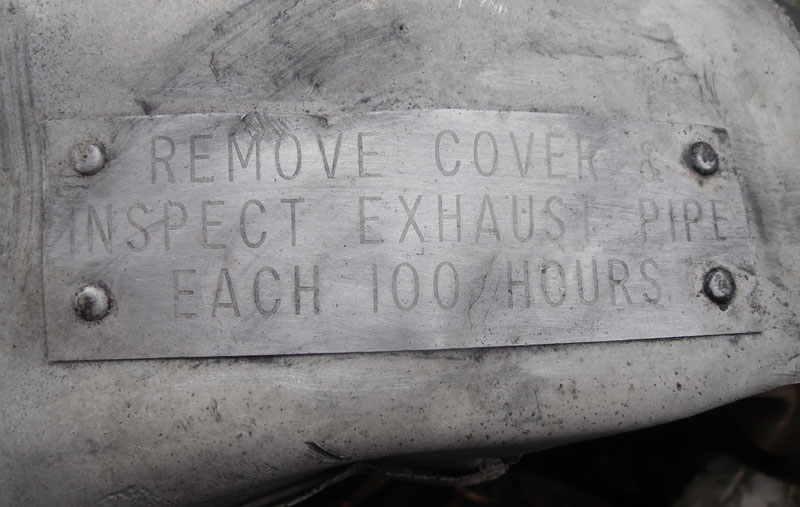 REMOVE COVER &
INSPECT EXHAUST PIPE
EACH 100 HOURS